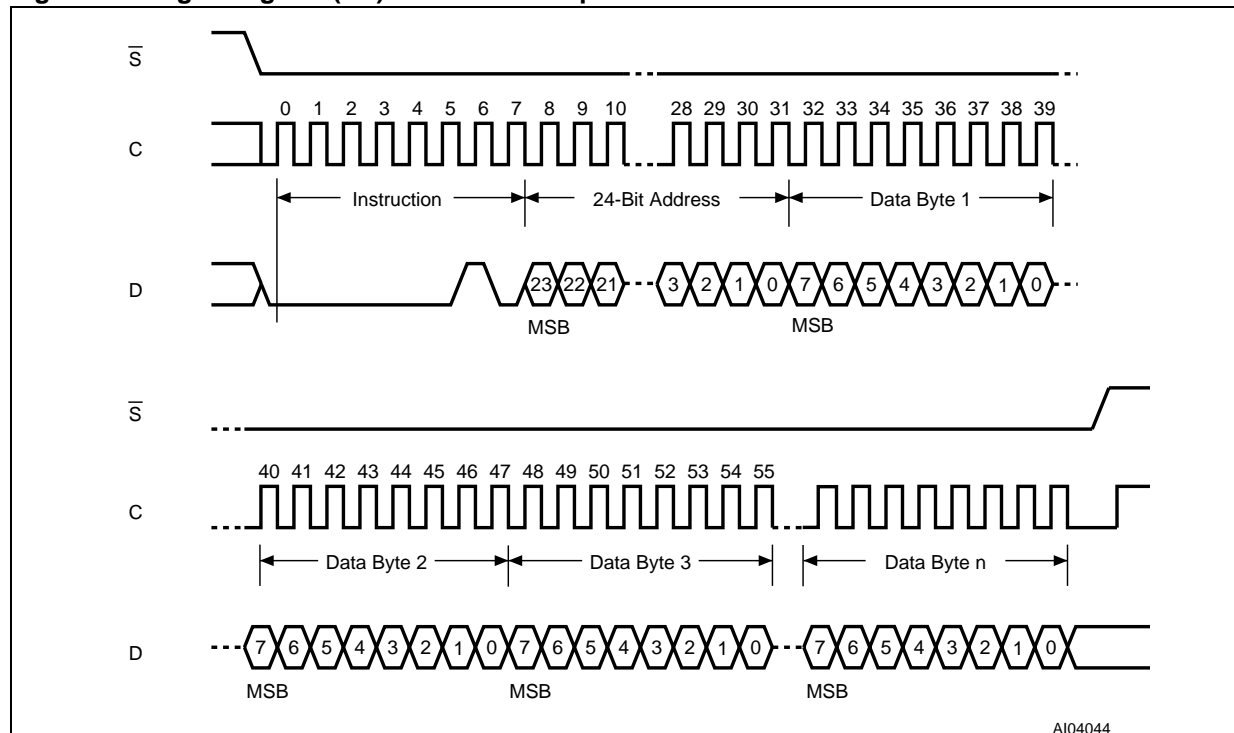 S
0 1 2 3 4 5 6 7 8 9 10 28 29 30 31 32 33 34 35 36 37 38 39
C
Instruction 24-Bit Address Data Byte 1
D
23 22 21 3 2 1 0 7 6 5 4 3 2 1 0
MSB MSB
S
40 41 42 43 44 45 46 47 48 49 50 51 52 53 54 55
C
Data Byte 2 Data Byte 3 Data Byte n
D
7 6 5 4 3 2 1 0 7 6 5 4 3 2 1 0 7 6 5 4 3 2 1 0
MSB MSB MSB
AI04044